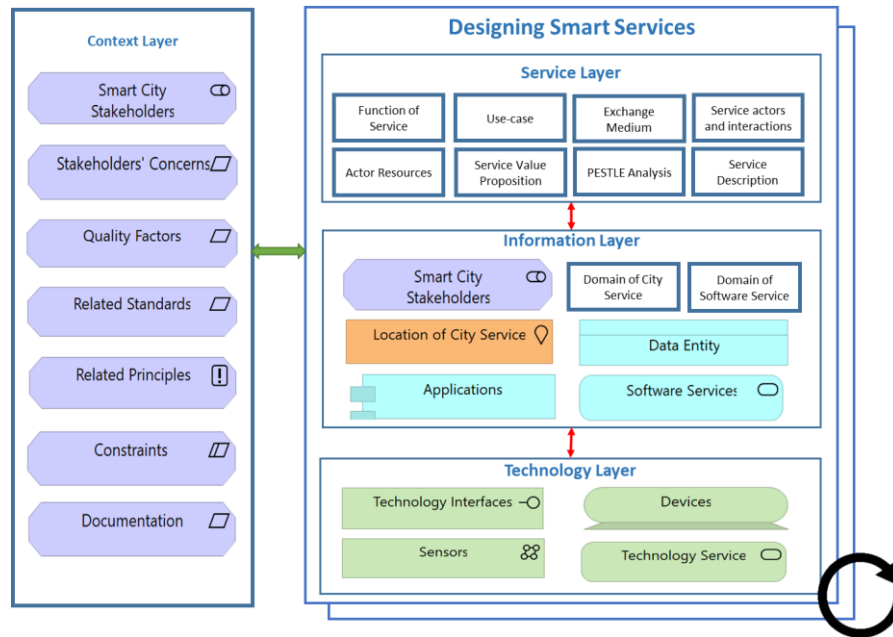 Context Layer
Smart City
Stakeholders
Stakeholders' Concerns
Quality Factors
Related Standards
Related Principles
Constraints
Documentation
Designing Smart Services
Service Layer
Function of
Service
Use-case
Exchange
Medium
Service actors
and interactions
Actor Resources
Service Value
Proposition
PESTLE Analysis
Service
Description
Information Layer
Smart City
Stakeholders
Domain of City
Service
Domain of
Software Service
Location of City Service
Data Entity
Applications
Software Services
Technology Layer
Technology Interfaces
Devices
Sensors
Technology Service